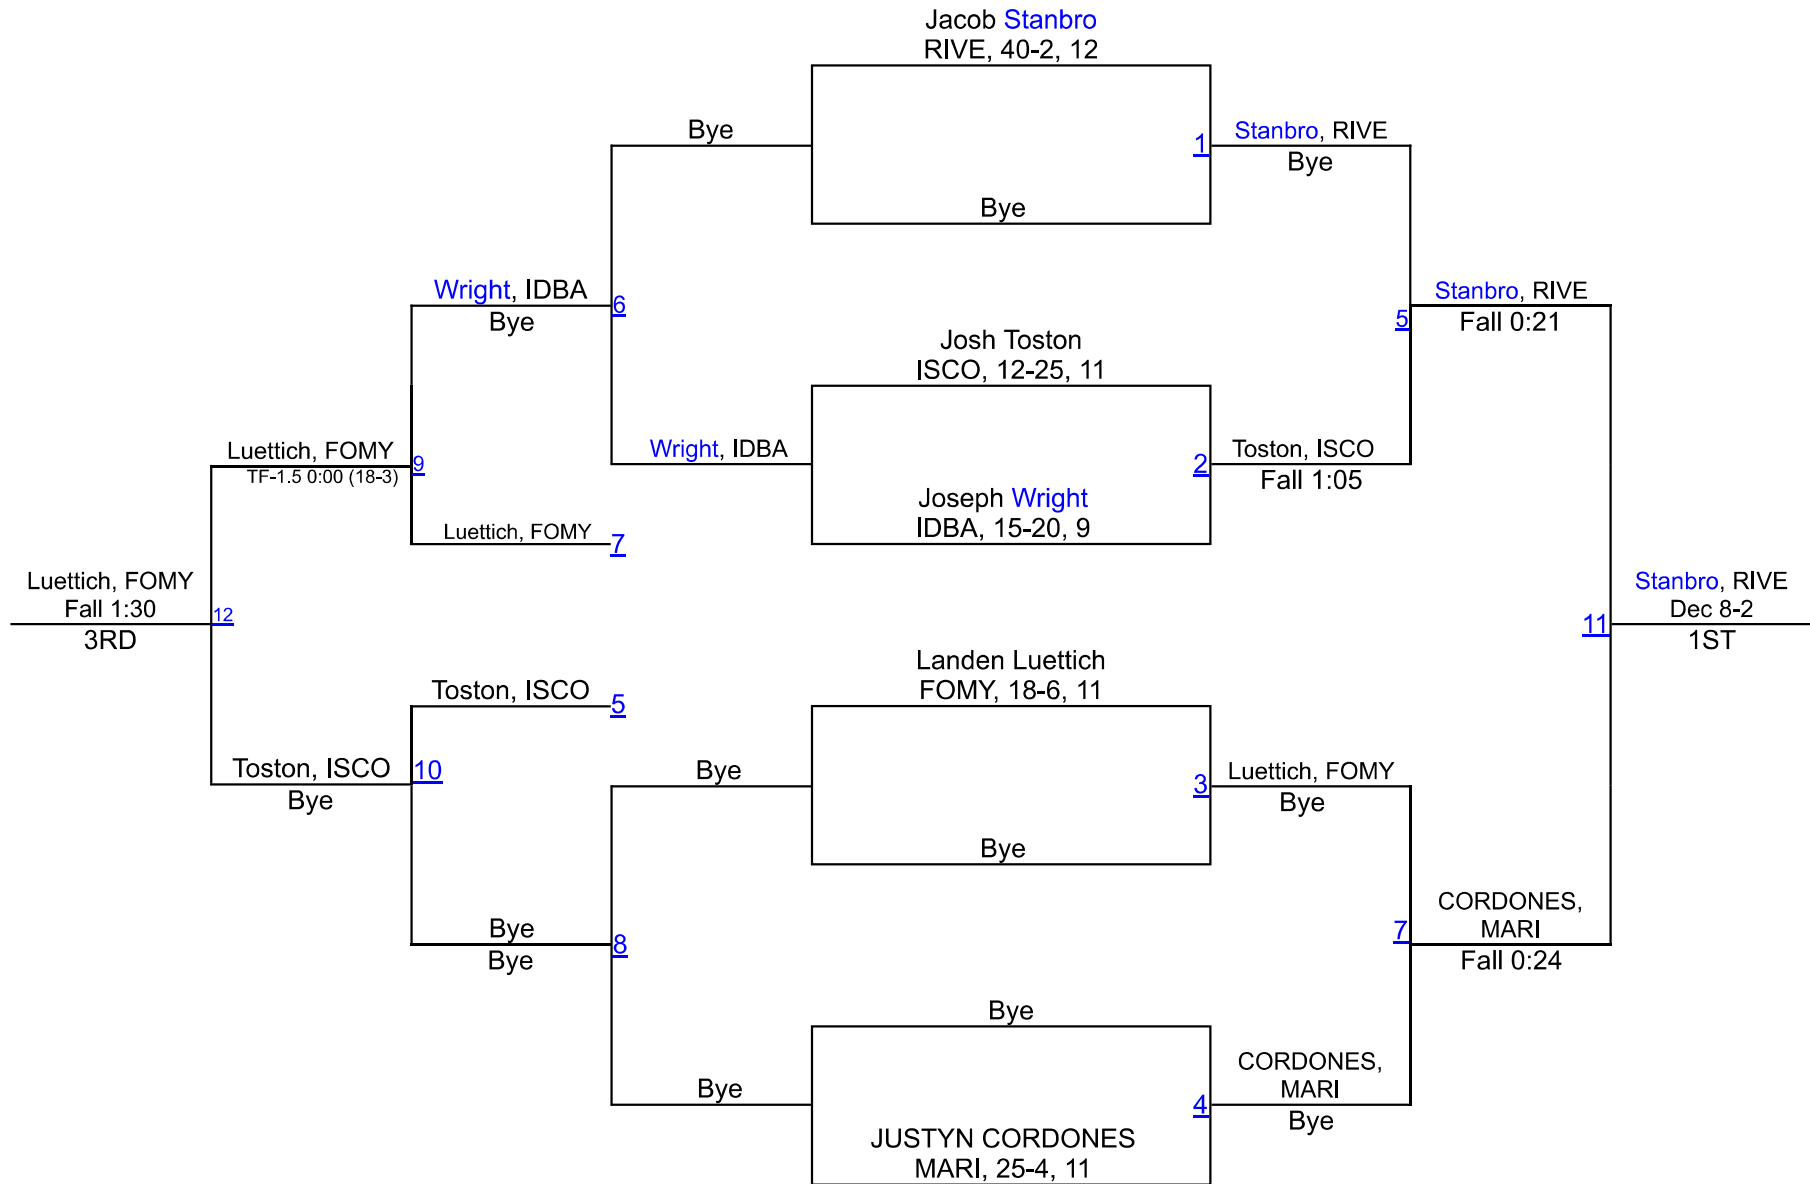 Jacob Stanbro
RIVE, 40-2, 12
Bye
1
Stanbro, RIVE
Bye
Bye
Wright, IDBA
Bye
6
Stanbro, RIVE
Fall 0:21
5
Josh Toston
ISCO, 12-25, 11
Luettich, FOMY
TF-1.5 0:00 (18-3)
9
Wright, IDBA
2
Toston, ISCO
Fall 1:05
Joseph Wright
IDBA, 15-20, 9
Luettich, FOMY
7
Luettich, FOMY
Fall 1:30
3RD
12
11
Stanbro, RIVE
Dec 8-2
1ST
Landen Luettich
FOMY, 18-6, 11
Toston, ISCO
5
Toston, ISCO
Bye
10
Bye
3
Luettich, FOMY
Bye
Bye
Bye
Bye
8
7
CORDONES,
MARI
Fall 0:24
Bye
Bye
4
CORDONES,
MARI
Bye
JUSTYN CORDONES
MARI, 25-4, 11